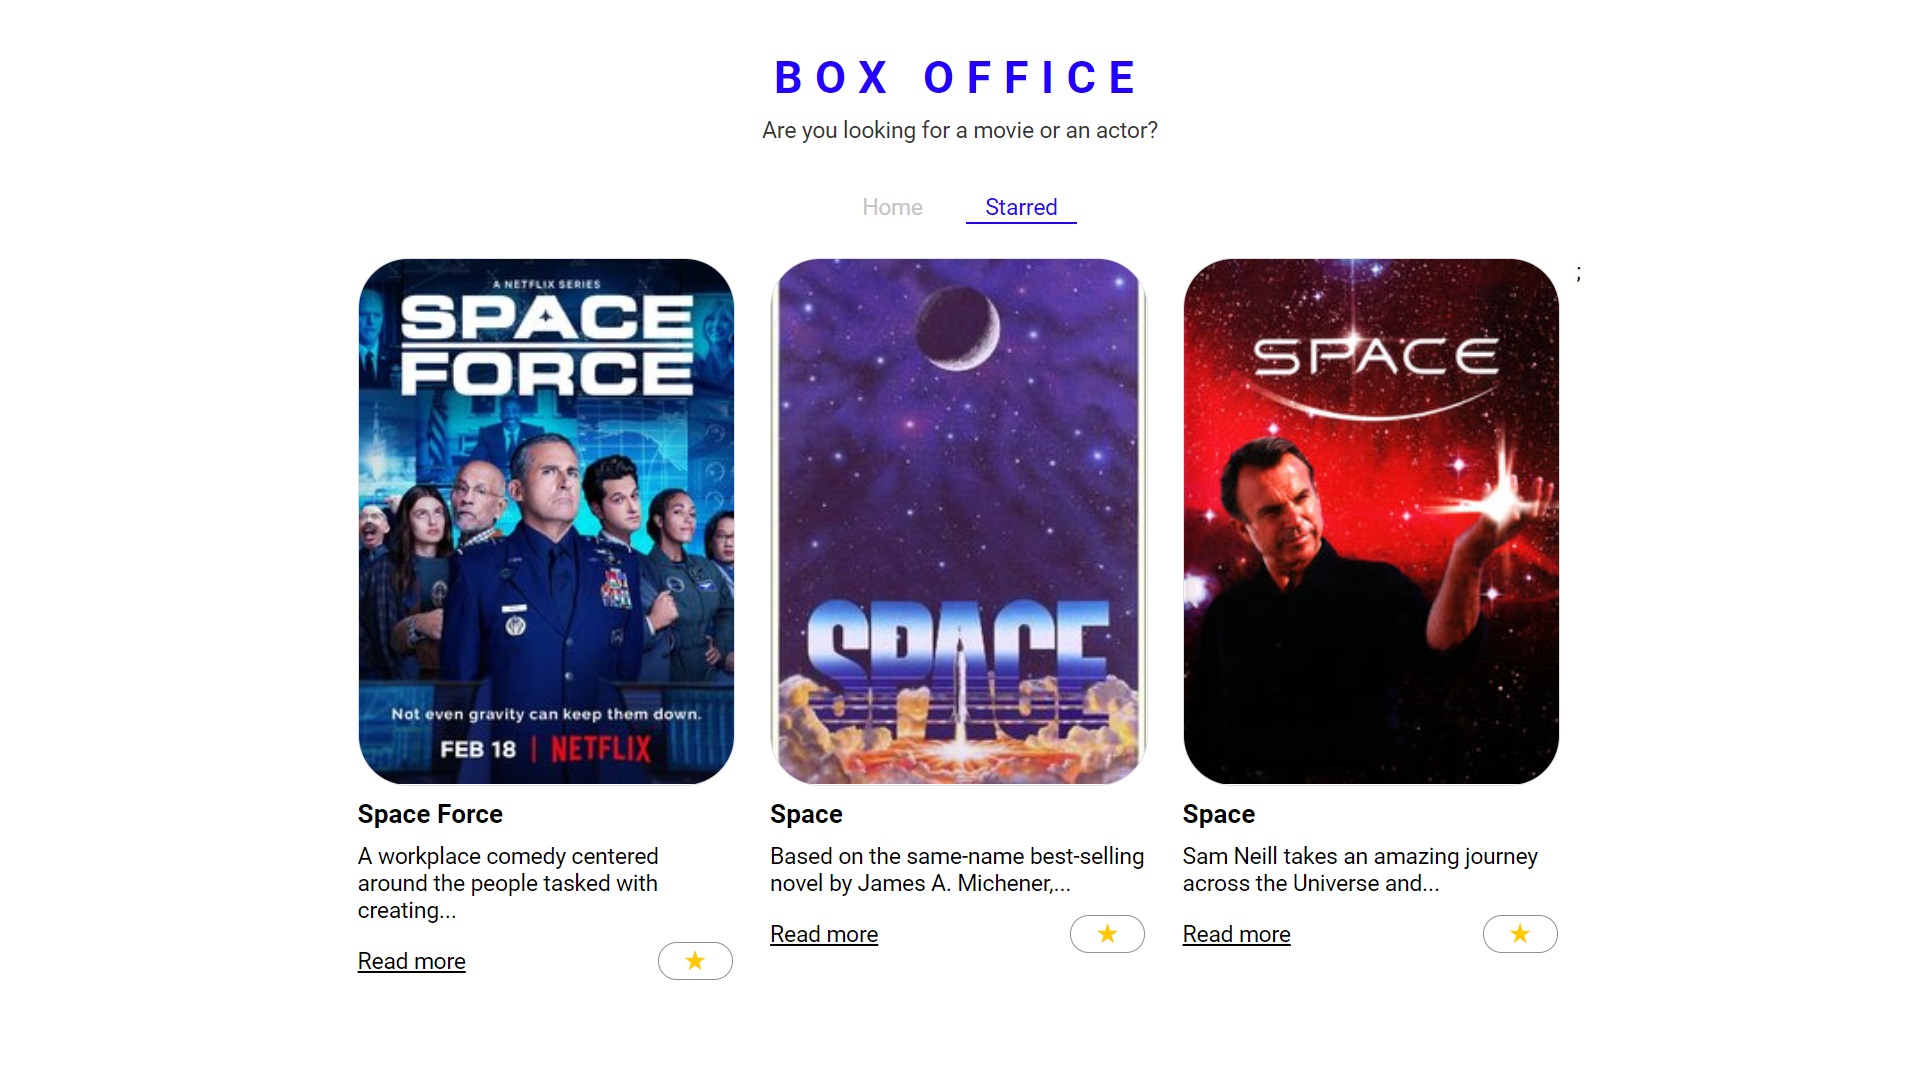 BOX OFFICE
Are you looking for a movie or an actor?
Home Starred
A NETFLIX SERIES
SPACE
FORCE
Not even gravity can keep them down.
FEB 18 | NETFLIX
SPACE
SPACE
;
Space Force
A workplace comedy centered
around the people tasked with
creating...
Read more
Space
Based on the same-name best-selling
novel by James A. Michener,...
Read more
Space
Sam Neill takes an amazing journey
across the Universe and...
Read more